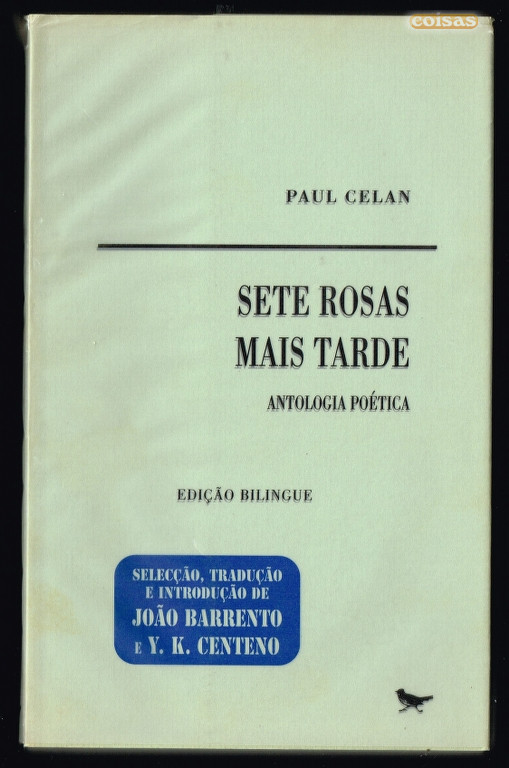 coisas
PAUL CELAN
SETE ROSAS
MAIS TARDE
ANTOLOGIA POÉTICA
EDIÇÃO BILINGUE
SELECÇÃO, TRADUÇÃO
E INTRODUÇÃO DE
JOÃO BARRENTO
E Y. K. CENTENO